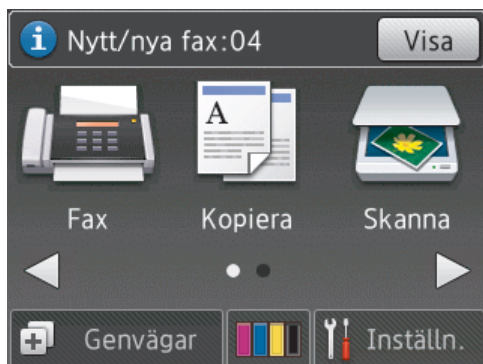 Nytt/nya fax:04 Visa
A
Fax Kopiera Skanna
Genvägar Inställn.